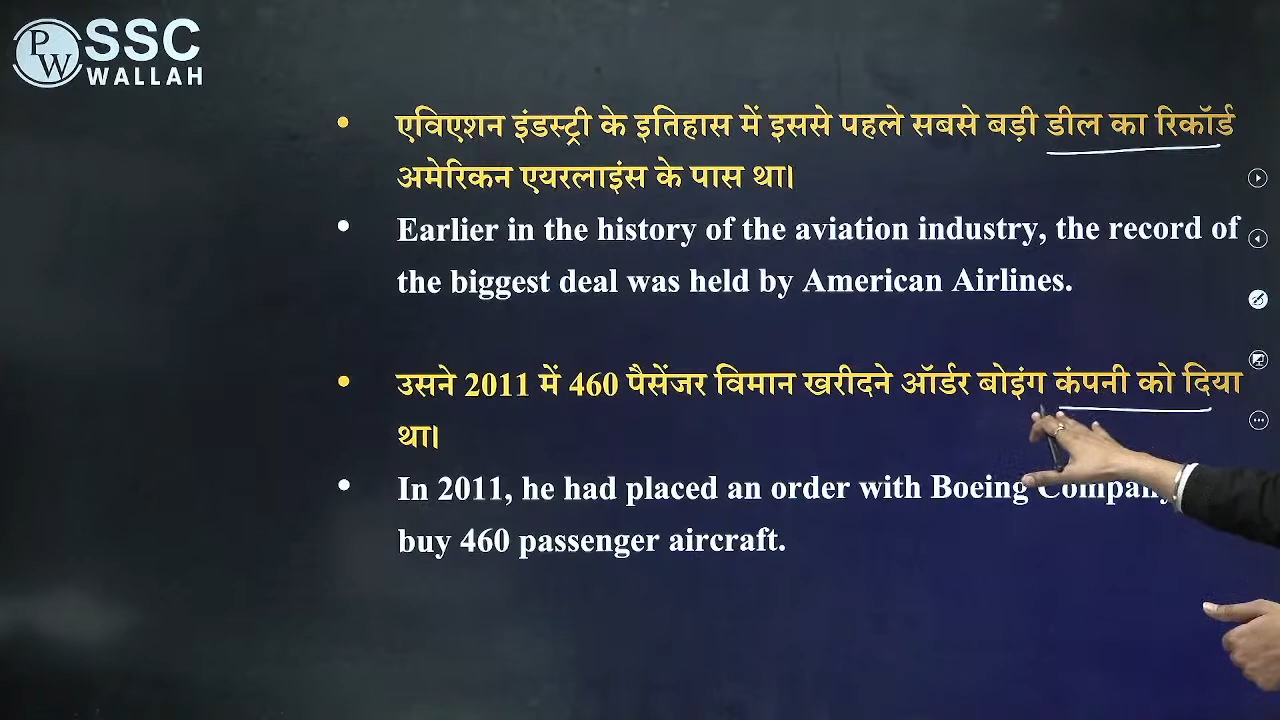 PW SSC
WALLAH
एविएशन इंडस्ट्री के इतिहास में इससे पहले सबसे बड़ी डील का रिकॉर्ड
अमेरिकन एयरलाइंस के पास था।
Earlier in the history of the aviation industry, the record of
the biggest deal was held by American Airlines.
उसने 2011 में 460 पैसेंजर विमान खरीदने ऑर्डर बोइंग कंपनी को दिया
था।
In 2011, he had placed an order with Boeing Company
buy 460 passenger aircraft.